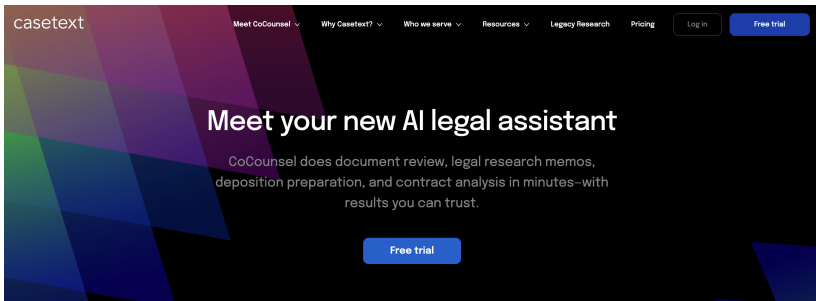 casetext Meet CoCounsel Why Casetext? Who we serve Resources Legacy Research Pricing Log in Free trial
Meet your new AI legal assistant
CoCounsel does document review, legal research memos,
deposition preparation, and contract analysis in minutes—with
results you can trust.
Free trial